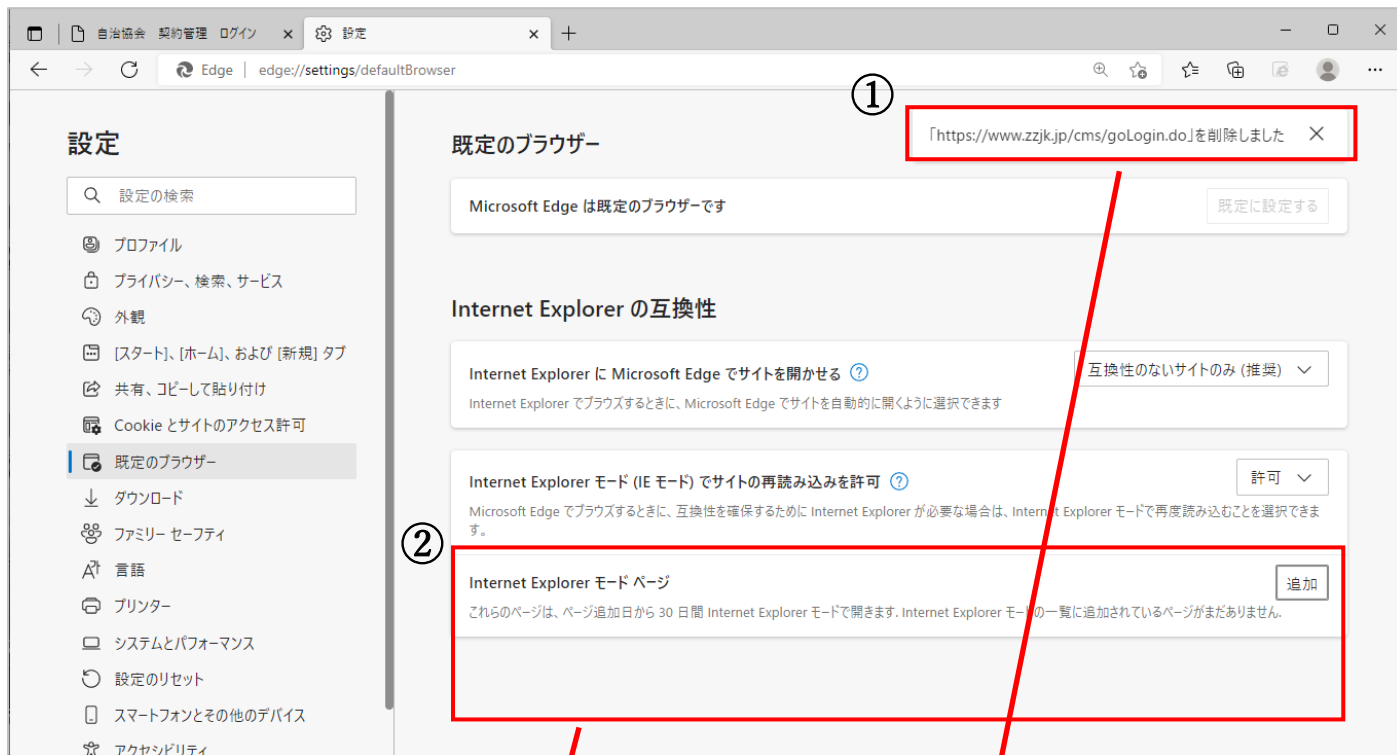 自治協会 契約管理 ログイン
設定
Edge | edge://settings/defaultBrowser
①
「https://www.zzjk.jp/cms/goLogin.do」を削除しました
設定
設定の検索
プロファイル
プライバシー、検索、サービス
外観
[スタート]、[ホーム]、および [新規] タブ
共有、コピーして貼り付け
Cookie とサイトのアクセス許可
既定のブラウザー
ダウンロード
ファミリー セーフティ
言語
プリンター
システムとパフォーマンス
設定のリセット
スマートフォンとその他のデバイス
アクセシビリティ
既定のブラウザー
Microsoft Edge は既定のブラウザーです
既定に設定する
Internet Explorer の互換性
Internet Explorer に Microsoft Edge でサイトを開かせる
互換性のないサイトのみ (推奨)
Internet Explorer でブラウズするときに、Microsoft Edge でサイトを自動的に開くように選択できます
Internet Explorer モード (IE モード) でサイトの再読み込みを許可
許可
Microsoft Edge でブラウズするときに、互換性を確保するために Internet Explorer が必要な場合は、Internet Explorer モードで再度読み込むことを選択できま
す。
②
Internet Explorer モード ページ
追加
これらのページは、ページ追加日から 30 日間 Internet Explorer モードで開きます. Internet Explorer モードの一覧に追加されているページがまだありません.